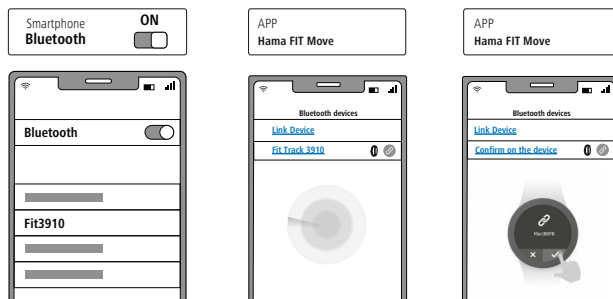 Smartphone
Bluetooth
ON
Bluetooth
Fit3910
APP
Hama FIT Move
Bluetooth devices
Link Device
Fit Track 3910
APP
Hama FIT Move
Bluetooth devices
Link Device
Confirm on the device